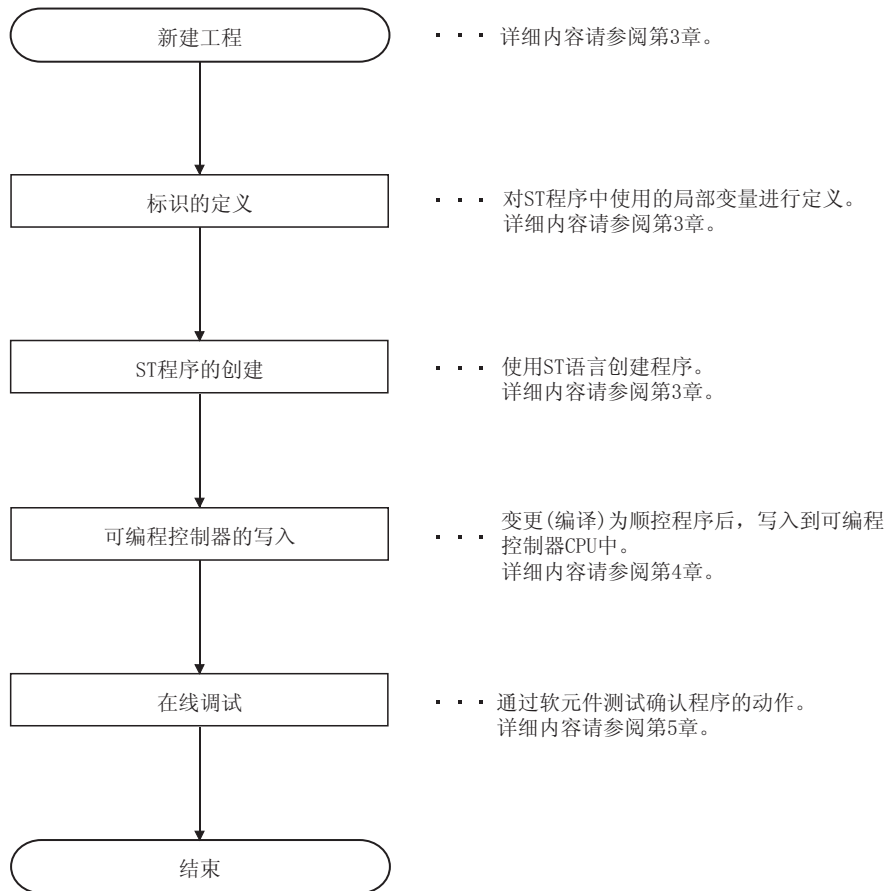 新建工程
··· 详细内容请参阅第3章。
标识的定义
··· 对ST程序中使用的局部变量进行定义。
详细内容请参阅第3章。
ST程序的创建
··· 使用ST语言创建程序。
详细内容请参阅第3章。
可编程控制器的写入
··· 变更(编译)为顺控程序后，写入到可编程
控制器CPU中。
详细内容请参阅第4章。
在线调试
··· 通过软元件测试确认程序的动作。
详细内容请参阅第5章。
结束